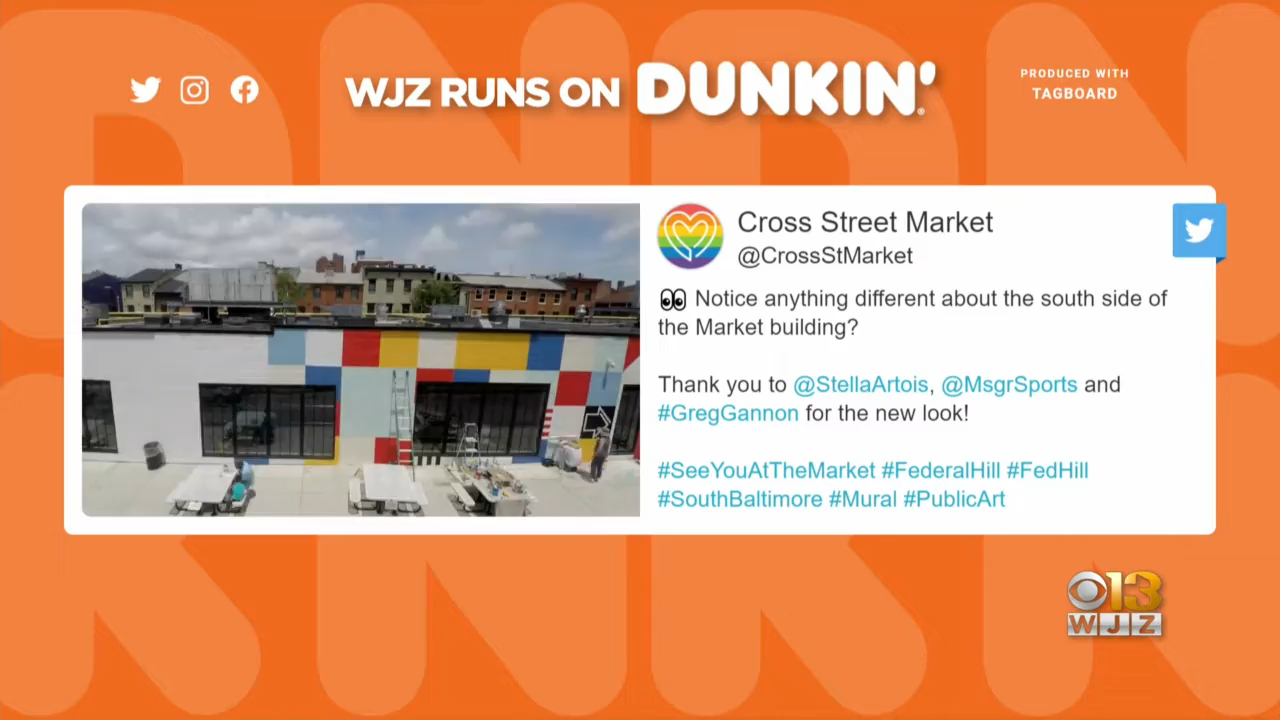 WJZ RUNS ON DUNKIN'®
PRODUCED WITH
TAGBOARD
Cross Street Market
@CrossStMarket
👀 Notice anything different about the south side of
the Market building?
Thank you to @StellaArtois, @MsgrSports and
#GregGannon for the new look!
#SeeYouAtTheMarket #FederalHill #FedHill
#SouthBaltimore #Mural #PublicArt
13
WJZ